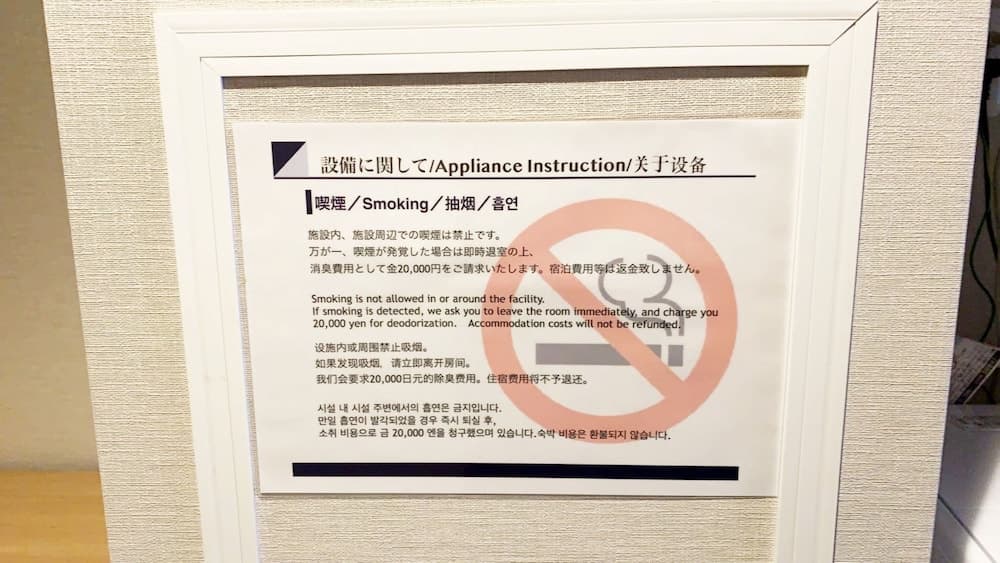 設備に関して/Appliance Instruction/关于设备
喫煙／Smoking／抽烟／흡연
施設内、施設周辺での喫煙は禁止です。
万が一、喫煙が発覚した場合は即時退室の上、
消臭費用として金20,000円をご請求いたします。宿泊費用等は返金致しません。
Smoking is not allowed in or around the facility.
If smoking is detected, we ask you to leave the room immediately, and charge you
20,000 yen for deodorization. Accommodation costs will not be refunded.
设施内或周围禁止吸烟。
如果发现吸烟，请立即离开房间。
我们会要求20,000日元的除臭费用。住宿费用将不予退还。
시설 내 시설 주변에서의 흡연은 금지입니다.
만일 흡연이 발각되었을 경우 즉시 퇴실 후,
소취 비용으로 금 20,000 엔을 청구했으며 있습니다.숙박 비용은 환불되지 않습니다.